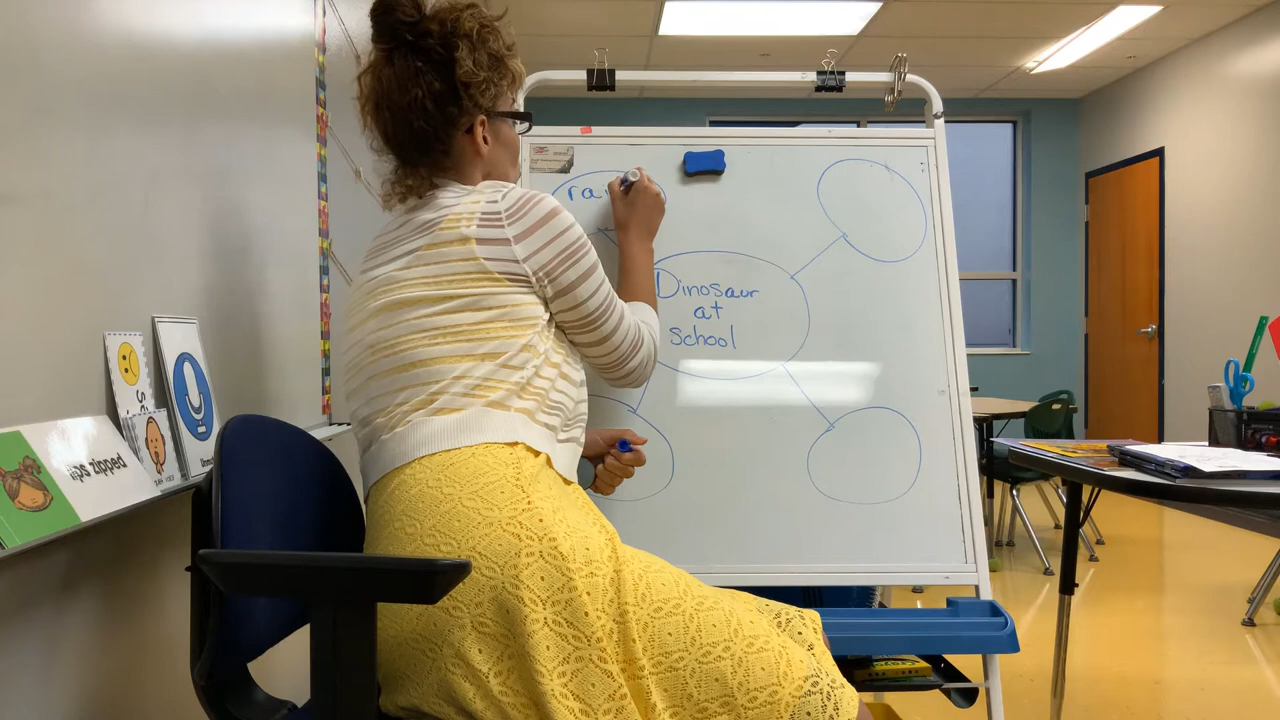 ra
Dinosaur
at
School
lips zipped